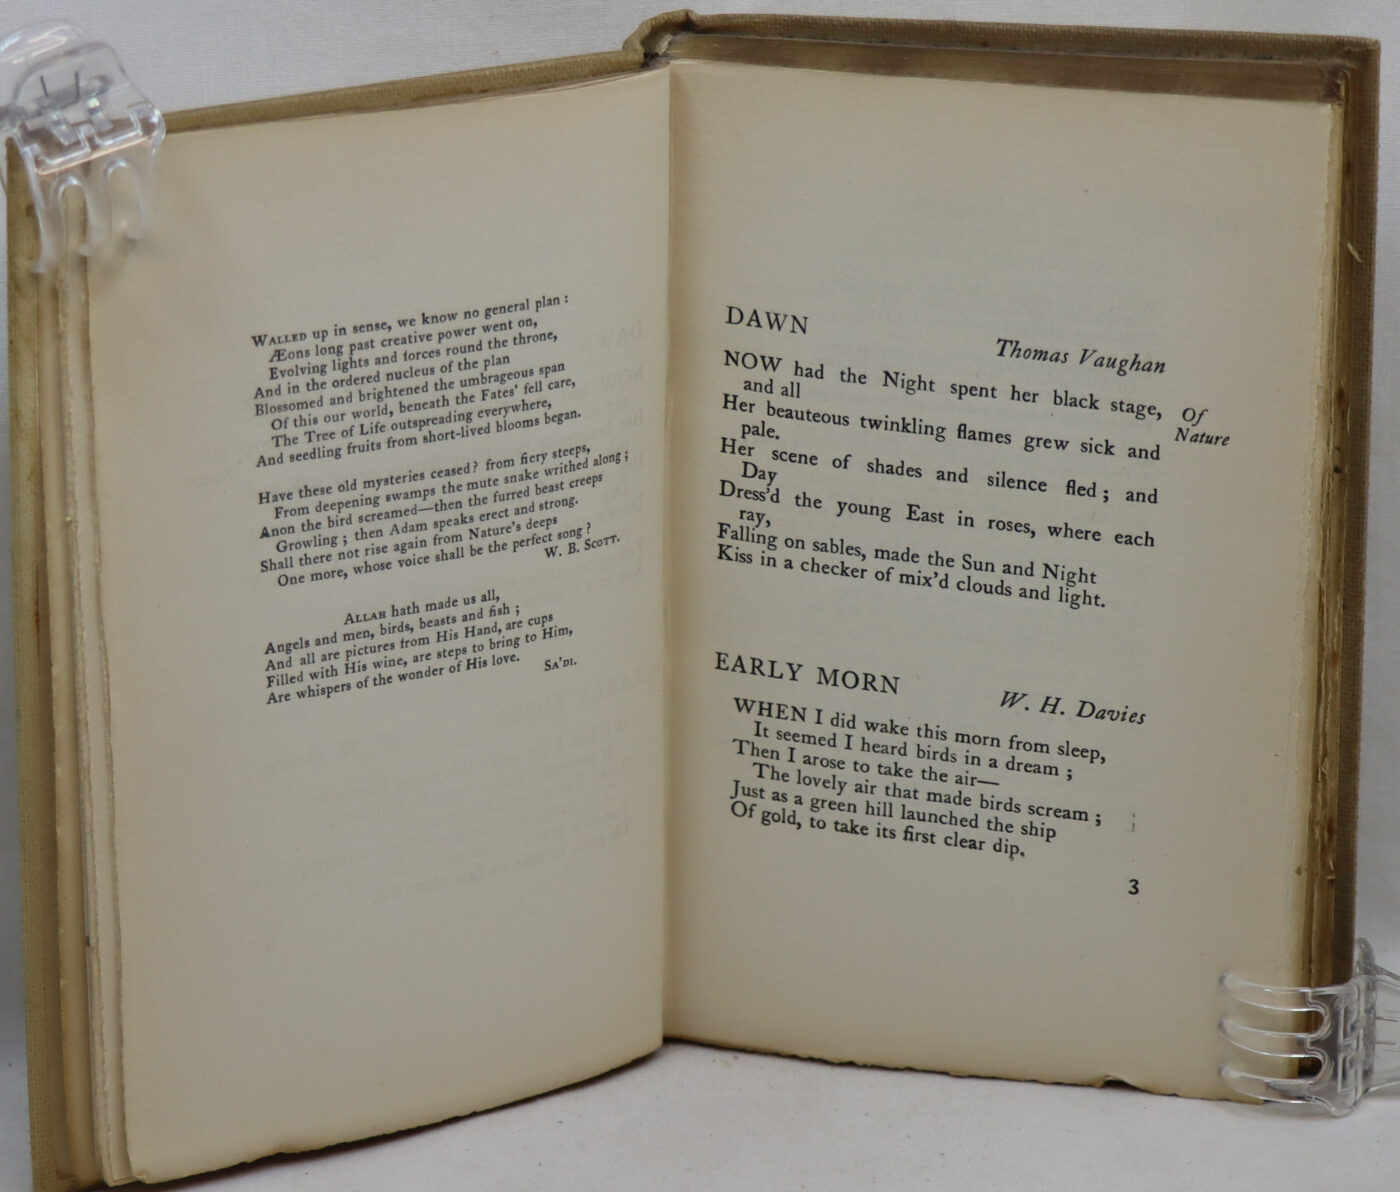 WALLED up in sense, we know no general plan :
Æons long past creative power went on,
Evolving lights and forces round the throne,
And in the ordered nucleus of the plan
Blossomed and brightened the umbrageous span
Of this our world, beneath the Fates' fell care,
The Tree of Life outspreading everywhere,
And seedling fruits from short-lived blooms began.
Have these old mysteries ceased? from fiery steeps,
From deepening swamps the mute snake writhed along ;
Anon the bird screamed—then the furred beast creeps
Growling ; then Adam speaks erect and strong.
Shall there not rise again from Nature's deeps
One more, whose voice shall be the perfect song ?
W. B. SCOTT.
ALLAH hath made us all,
Angels and men, birds, beasts and fish ;
And all are pictures from His Hand, are cups
Filled with His wine, are steps to bring to Him,
Are whispers of the wonder of His love.
SA'DI.
DAWN
Thomas Vaughan
NOW had the Night spent her black stage,
and all
Her beauteous twinkling flames grew sick and
pale.
Her scene of shades and silence fled ; and
Day
Dress'd the young East in roses, where each
ray,
Falling on sables, made the Sun and Night
Kiss in a checker of mix'd clouds and light.
Of
Nature
EARLY MORN
W. H. Davies
WHEN I did wake this morn from sleep,
It seemed I heard birds in a dream ;
Then I arose to take the air—
The lovely air that made birds scream ;
Just as a green hill launched the ship
Of gold, to take its first clear dip.
3